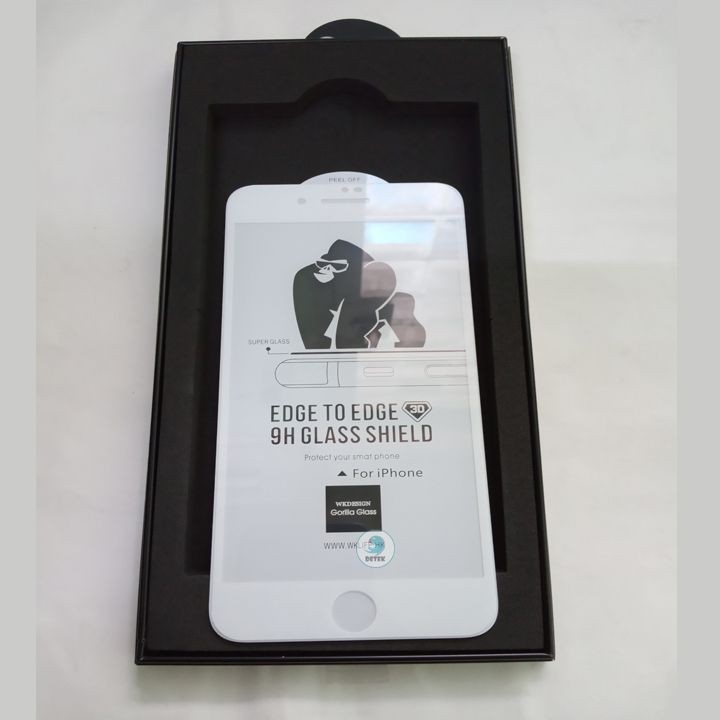 PEEL OFF
SUPER GLASS
EDGE TO EDGE 3D
9H GLASS SHIELD
Protect your smat phone
For iPhone
WKDESIGN
Gorilla Glass
WWW.WKLIFE.HK
DETEK